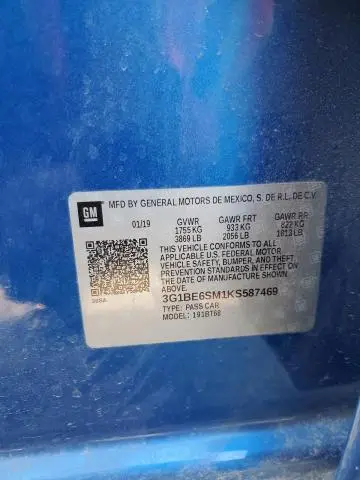 GM
MFD BY GENERAL MOTORS DE MEXICO, S. DE R.L. DE C.V.
01/19 GVWR GAWR FRT GAWR RR
1755 KG 933 KG 822 KG
3869 LB 2056 LB 1813 LB
THIS VEHICLE CONFORMS TO ALL
APPLICABLE U.S. FEDERAL MOTOR
VEHICLE SAFETY, BUMPER, AND THEFT
PREVENTION STANDARDS IN EFFECT ON
THE DATE OF MANUFACTURE SHOWN
ABOVE.
3G1BE6SM1KS587469
TYPE: PASS CAR
MODEL: 191BT68